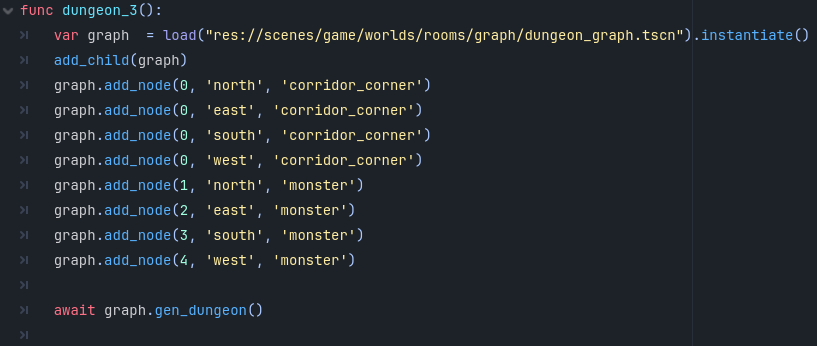 func dungeon_3():
var graph  = load("res://scenes/game/worlds/rooms/graph/dungeon_graph.tscn").instantiate()
add_child(graph)
graph.add_node(0, 'north', 'corridor_corner')
graph.add_node(0, 'east', 'corridor_corner')
graph.add_node(0, 'south', 'corridor_corner')
graph.add_node(0, 'west', 'corridor_corner')
graph.add_node(1, 'north', 'monster')
graph.add_node(2, 'east', 'monster')
graph.add_node(3, 'south', 'monster')
graph.add_node(4, 'west', 'monster')
await graph.gen_dungeon()